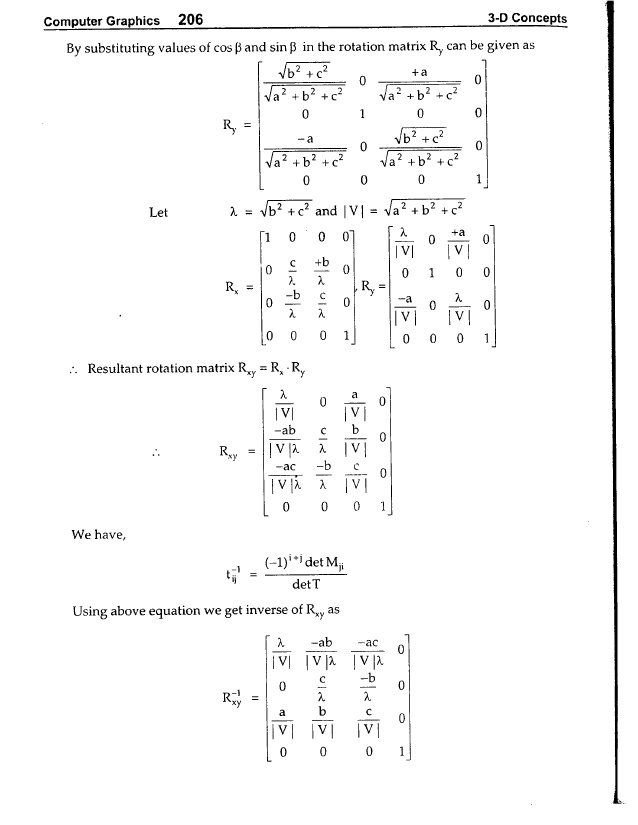 Computer Graphics 206 3-D Concepts
By substituting values of cos β and sin β in the rotation matrix R_y can be given as
R_y = [ √(b² + c²) / √(a² + b² + c²)  0  +a / √(a² + b² + c²)  0
0  1  0  0
−a / √(a² + b² + c²)  0  √(b² + c²) / √(a² + b² + c²)  0
0  0  0  1 ]
Let λ = √(b² + c²) and |V| = √(a² + b² + c²)
R_x = [ 1  0  0  0
0  c/λ  +b/λ  0
0  −b/λ  c/λ  0
0  0  0  1 ]
, R_y = [ λ/|V|  0  +a/|V|  0
0  1  0  0
−a/|V|  0  λ/|V|  0
0  0  0  1 ]
∴ Resultant rotation matrix R_xy = R_x · R_y
∴ R_xy = [ λ/|V|  0  a/|V|  0
−ab/|V|λ  c/λ  b/|V|  0
−ac/|V|λ  −b/λ  c/|V|  0
0  0  0  1 ]
We have,
t_ij⁻¹ = (−1)^(i+j) det M_ji / det T
Using above equation we get inverse of R_xy as
R_xy⁻¹ = [ λ/|V|  −ab/|V|λ  −ac/|V|λ  0
0  c/λ  −b/λ  0
a/|V|  b/|V|  c/|V|  0
0  0  0  1 ]